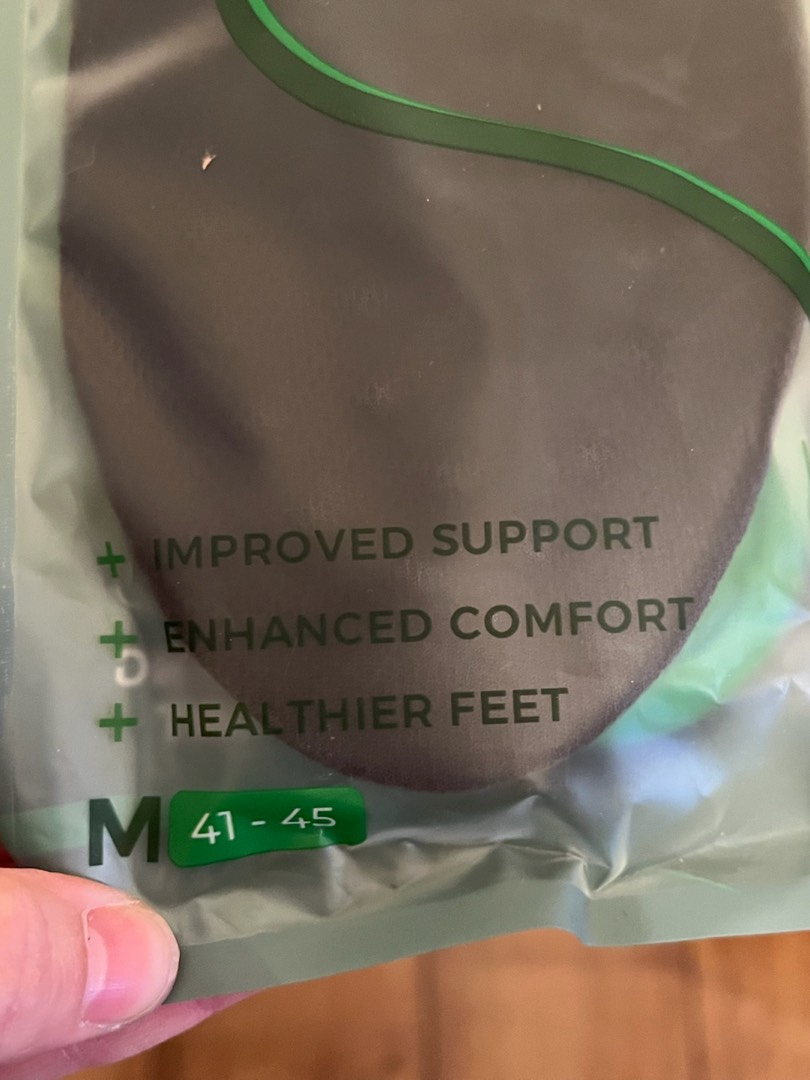 + IMPROVED SUPPORT
+ ENHANCED COMFORT
+ HEALTHIER FEET
M 41 - 45